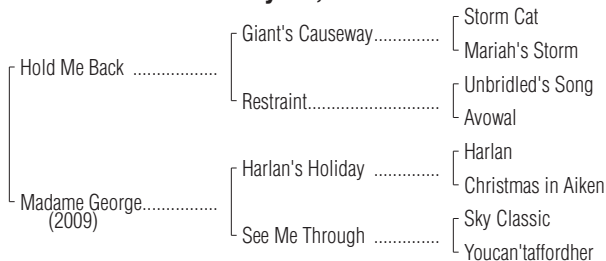 Storm Cat
Giant's Causeway..............
Mariah's Storm
Hold Me Back ..................
Unbridled's Song
Restraint............................
Avowal
Harlan
Harlan's Holiday ..............
Christmas in Aiken
Madame George................
(2009)
Sky Classic
See Me Through ..............
Youcan'taffordher